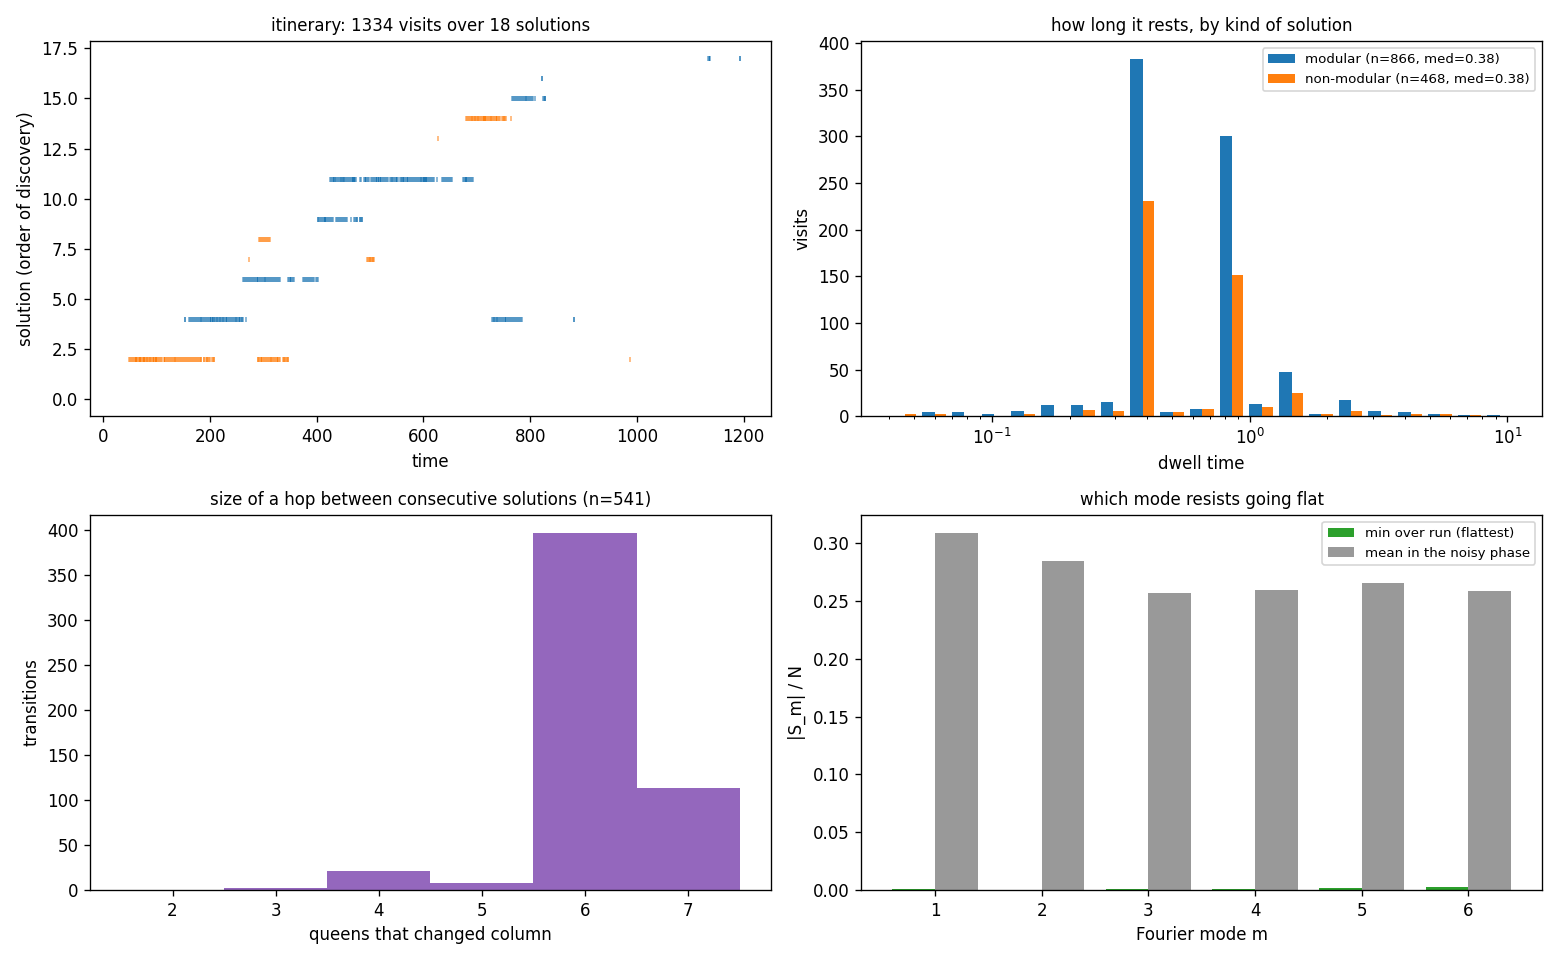 itinerary: 1334 visits over 18 solutions
solution (order of discovery)
17.5
15.0
12.5
10.0
7.5
5.0
2.5
0.0
0 200 400 600 800 1000 1200
time
how long it rests, by kind of solution
modular (n=866, med=0.38)
non-modular (n=468, med=0.38)
visits
400
350
300
250
200
150
100
50
0
10⁻¹ 10⁰ 10¹
dwell time
size of a hop between consecutive solutions (n=541)
transitions
400
350
300
250
200
150
100
50
0
2 3 4 5 6 7
queens that changed column
which mode resists going flat
min over run (flattest)
mean in the noisy phase
|S_m| / N
0.30
0.25
0.20
0.15
0.10
0.05
0.00
1 2 3 4 5 6
Fourier mode m